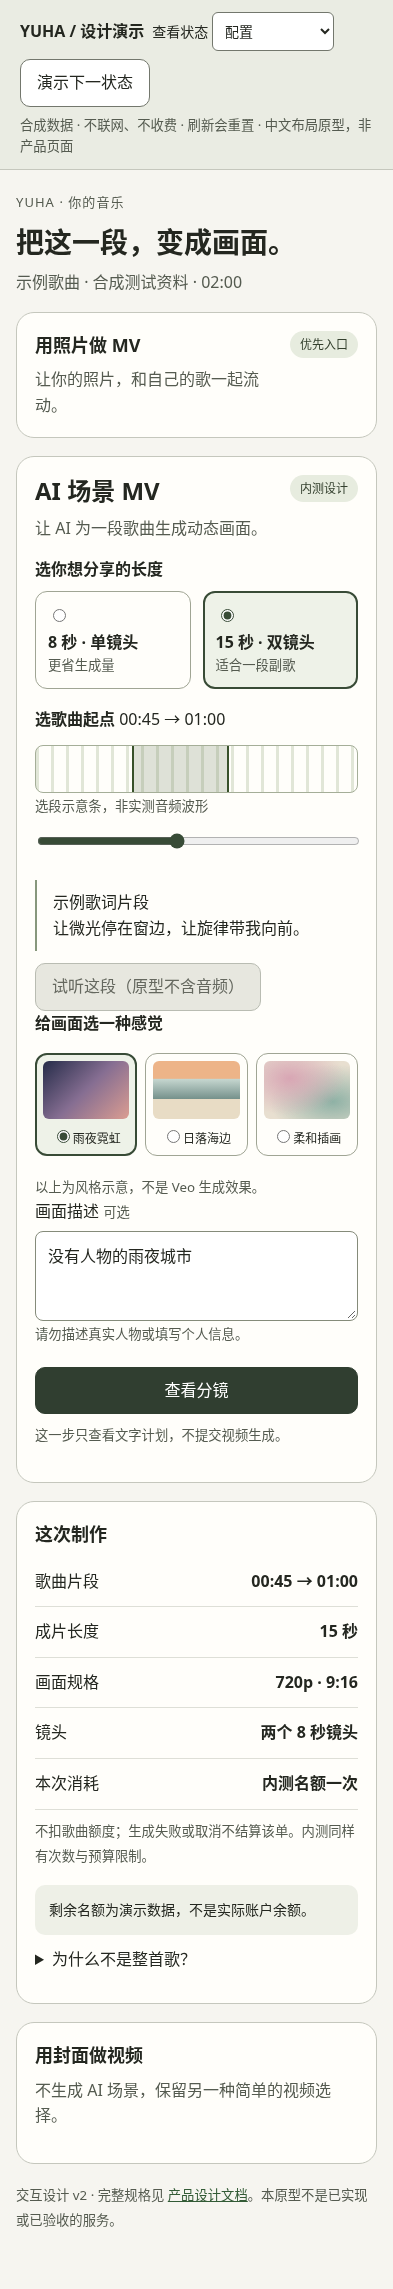 YUHA / 设计演示 查看状态 配置
演示下一状态
合成数据 · 不联网、不收费 · 刷新会重置 · 中文布局原型，非
产品页面
YUHA · 你的音乐
把这一段，变成画面。
示例歌曲 · 合成测试资料 · 02:00
用照片做 MV
优先入口
让你的照片，和自己的歌一起流
动。
AI 场景 MV
内测设计
让 AI 为一段歌曲生成动态画面。
选你想分享的长度
8 秒 · 单镜头
更省生成量
15 秒 · 双镜头
适合一段副歌
选歌曲起点 00:45 → 01:00
选段示意条，非实测音频波形
示例歌词片段
让微光停在窗边，让旋律带我向前。
试听这段（原型不含音频）
给画面选一种感觉
雨夜霓虹
日落海边
柔和插画
以上为风格示意，不是 Veo 生成效果。
画面描述 可选
没有人物的雨夜城市
请勿描述真实人物或填写个人信息。
查看分镜
这一步只查看文字计划，不提交视频生成。
这次制作
歌曲片段 00:45 → 01:00
成片长度 15 秒
画面规格 720p · 9:16
镜头 两个 8 秒镜头
本次消耗 内测名额一次
不扣歌曲额度；生成失败或取消不结算该单。内测同样
有次数与预算限制。
剩余名额为演示数据，不是实际账户余额。
为什么不是整首歌？
用封面做视频
不生成 AI 场景，保留另一种简单的视频选
择。
交互设计 v2 · 完整规格见 产品设计文档。本原型不是已实现
或已验收的服务。